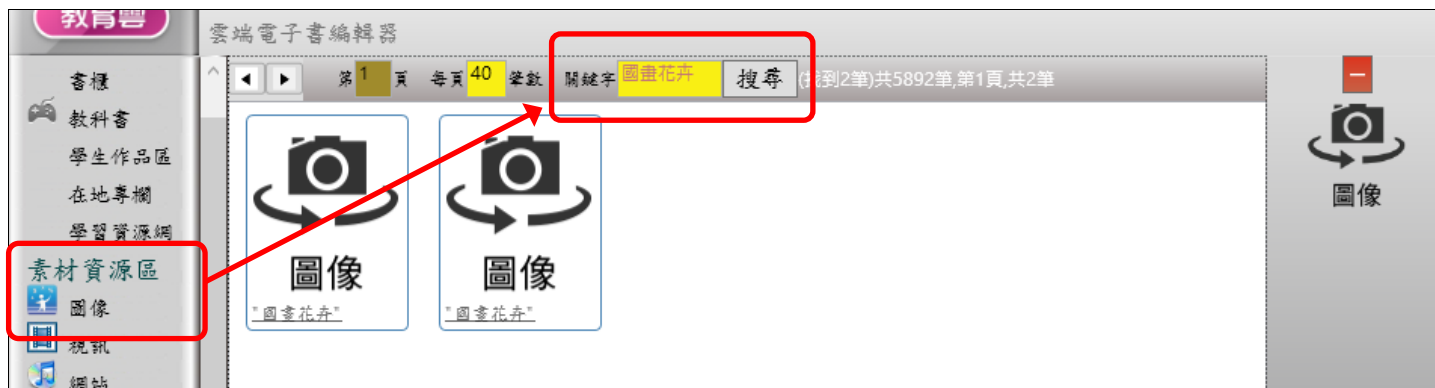 教育雲
雲端電子書編輯器
書櫃
教科書
學生作品區
在地專欄
學習資源網
素材資源區
圖像
視訊
網站
第 1 頁 每頁 40 筆數 關鍵字 國畫花卉 搜尋 (找到2筆)共5892筆,第1頁,共2筆
圖像
"國畫花卉"
圖像
"國畫花卉"
圖像